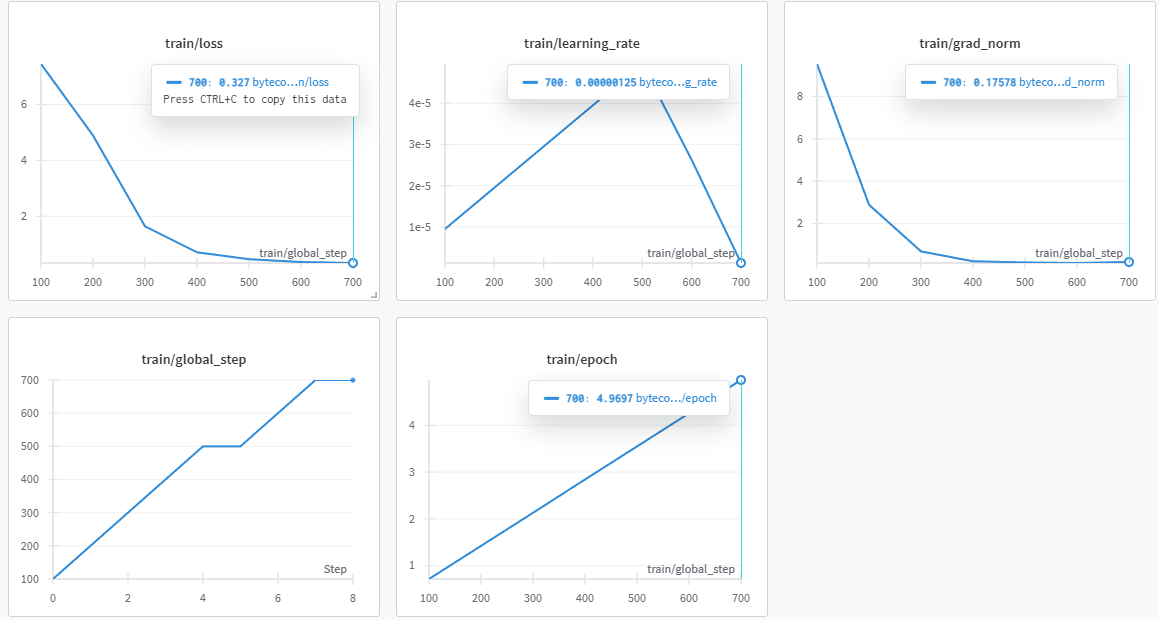 train/loss
700: 0.327 byteco...n/loss
Press CTRL+C to copy this data
6
4
2
train/global_step
100 200 300 400 500 600 700
train/learning_rate
700: 0.00000125 byteco...g_rate
4e-5
3e-5
2e-5
1e-5
train/global_step
100 200 300 400 500 600 700
train/grad_norm
700: 0.17578 byteco...d_norm
8
6
4
2
train/global_step
100 200 300 400 500 600 700
train/global_step
700
600
500
400
300
200
100
Step
0 2 4 6 8
train/epoch
700: 4.9697 byteco.../epoch
4
3
2
1
train/global_step
100 200 300 400 500 600 700